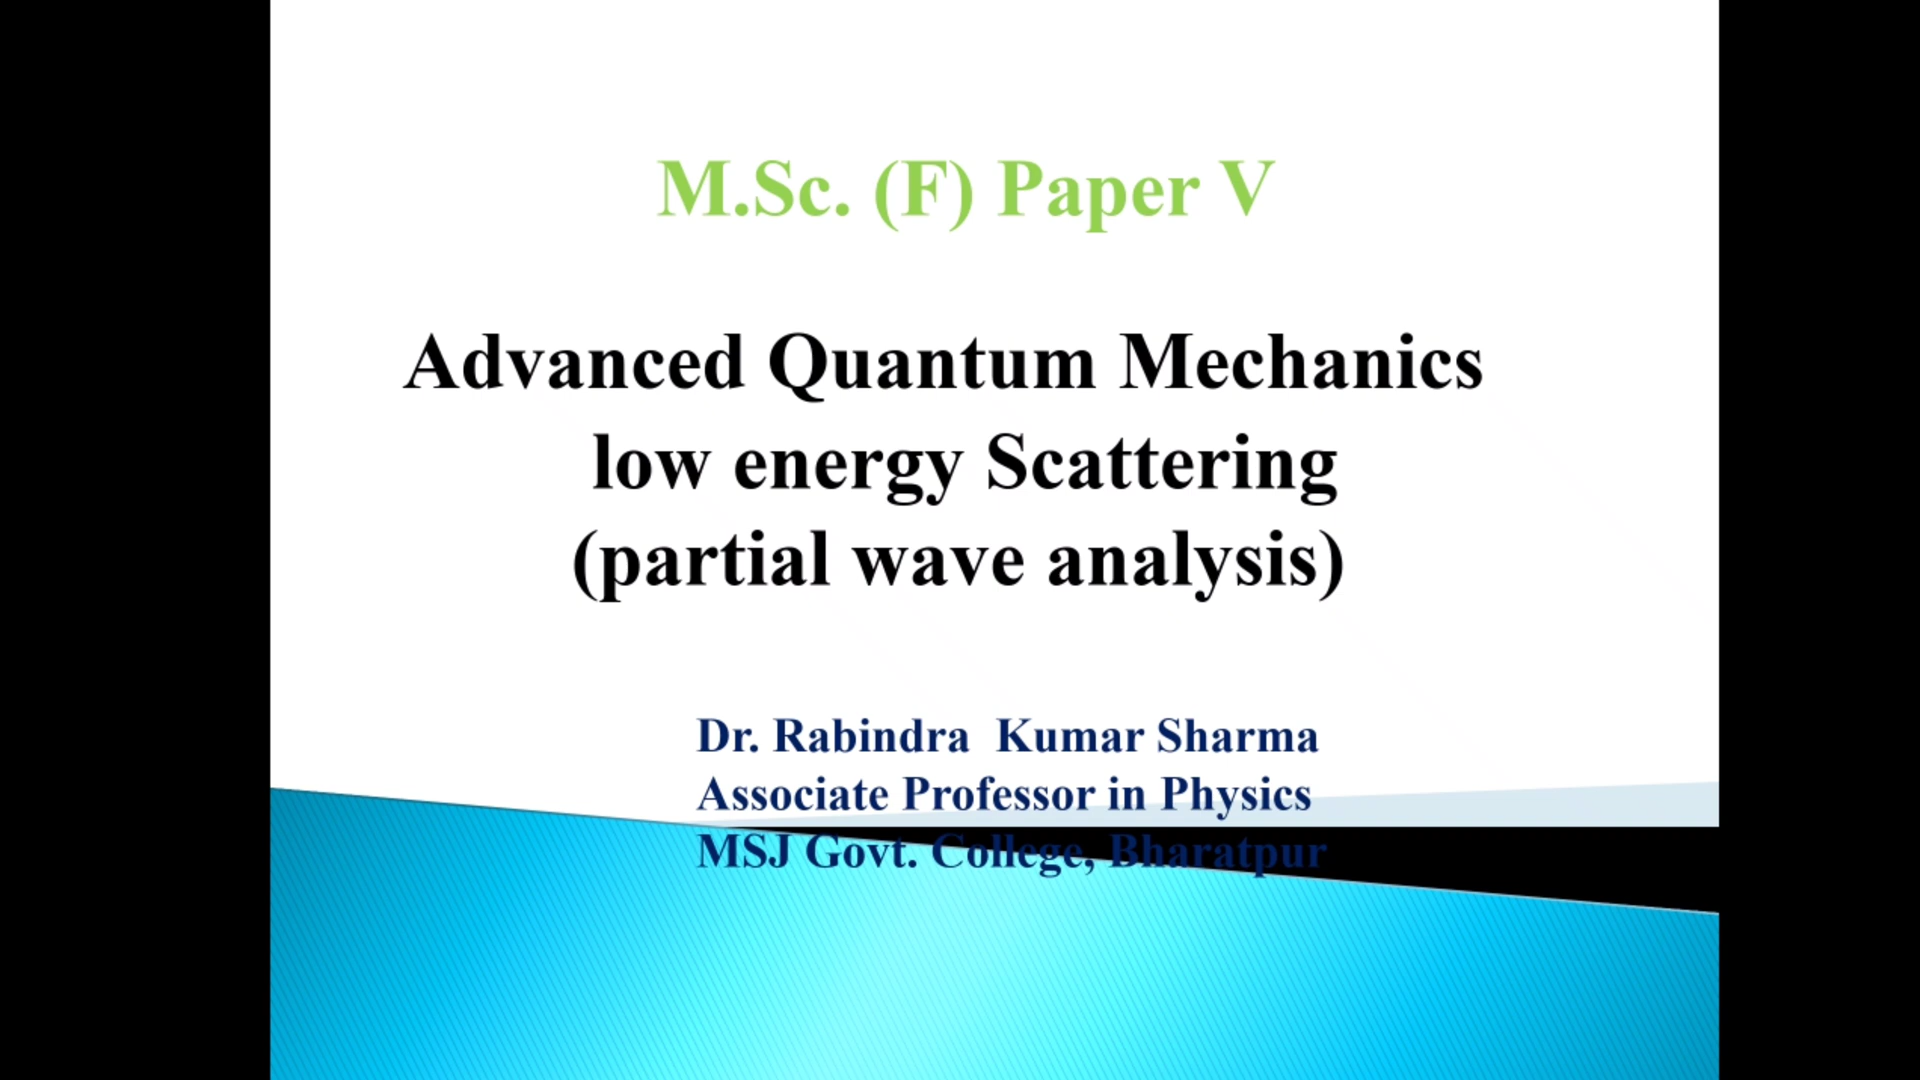 M.Sc. (F) Paper V
Advanced Quantum Mechanics
low energy Scattering
(partial wave analysis)
Dr. Rabindra Kumar Sharma
Associate Professor in Physics
MSJ Govt. College, Bharatpur